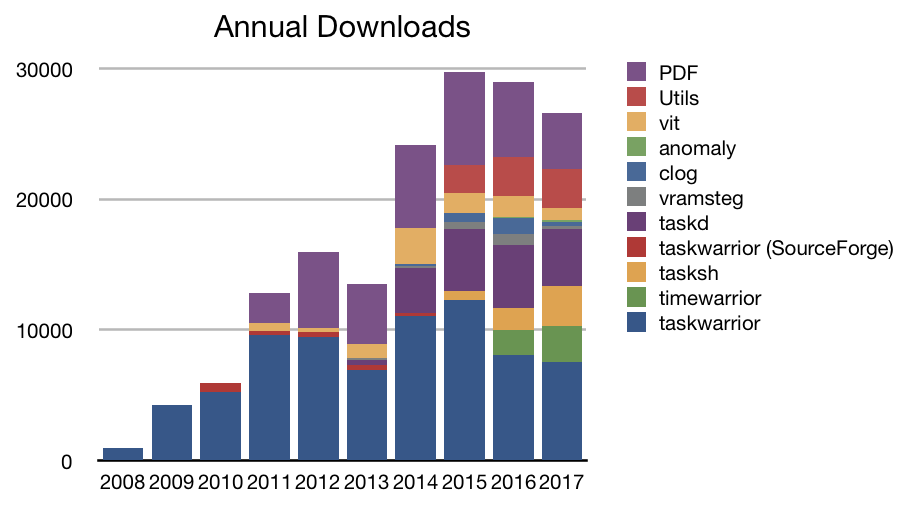 Annual Downloads
30000
20000
10000
0
2008 2009 2010 2011 2012 2013 2014 2015 2016 2017
PDF
Utils
vit
anomaly
clog
vramsteg
taskd
taskwarrior (SourceForge)
tasksh
timewarrior
taskwarrior